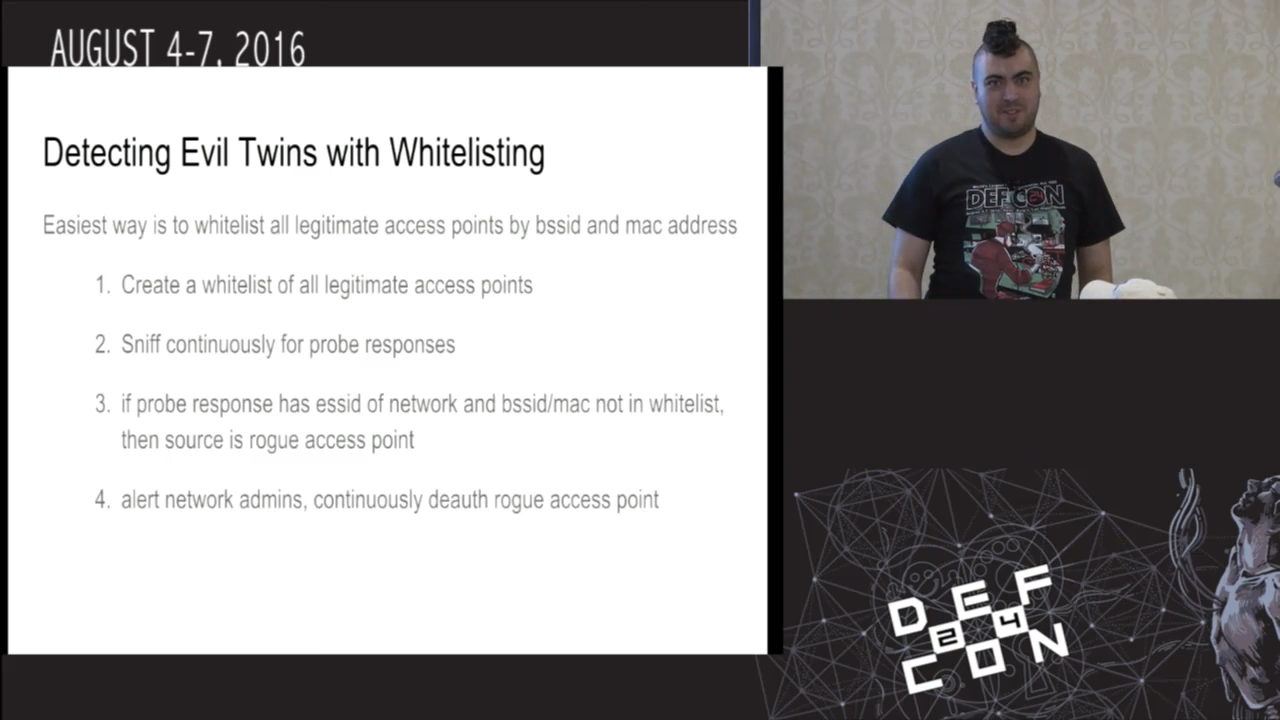 AUGUST 4-7, 2016
Detecting Evil Twins with Whitelisting
Easiest way is to whitelist all legitimate access points by bssid and mac address
1. Create a whitelist of all legitimate access points
2. Sniff continuously for probe responses
3. if probe response has essid of network and bssid/mac not in whitelist,
then source is rogue access point
4. alert network admins, continuously deauth rogue access point
DEFCON
DEF
24
CON